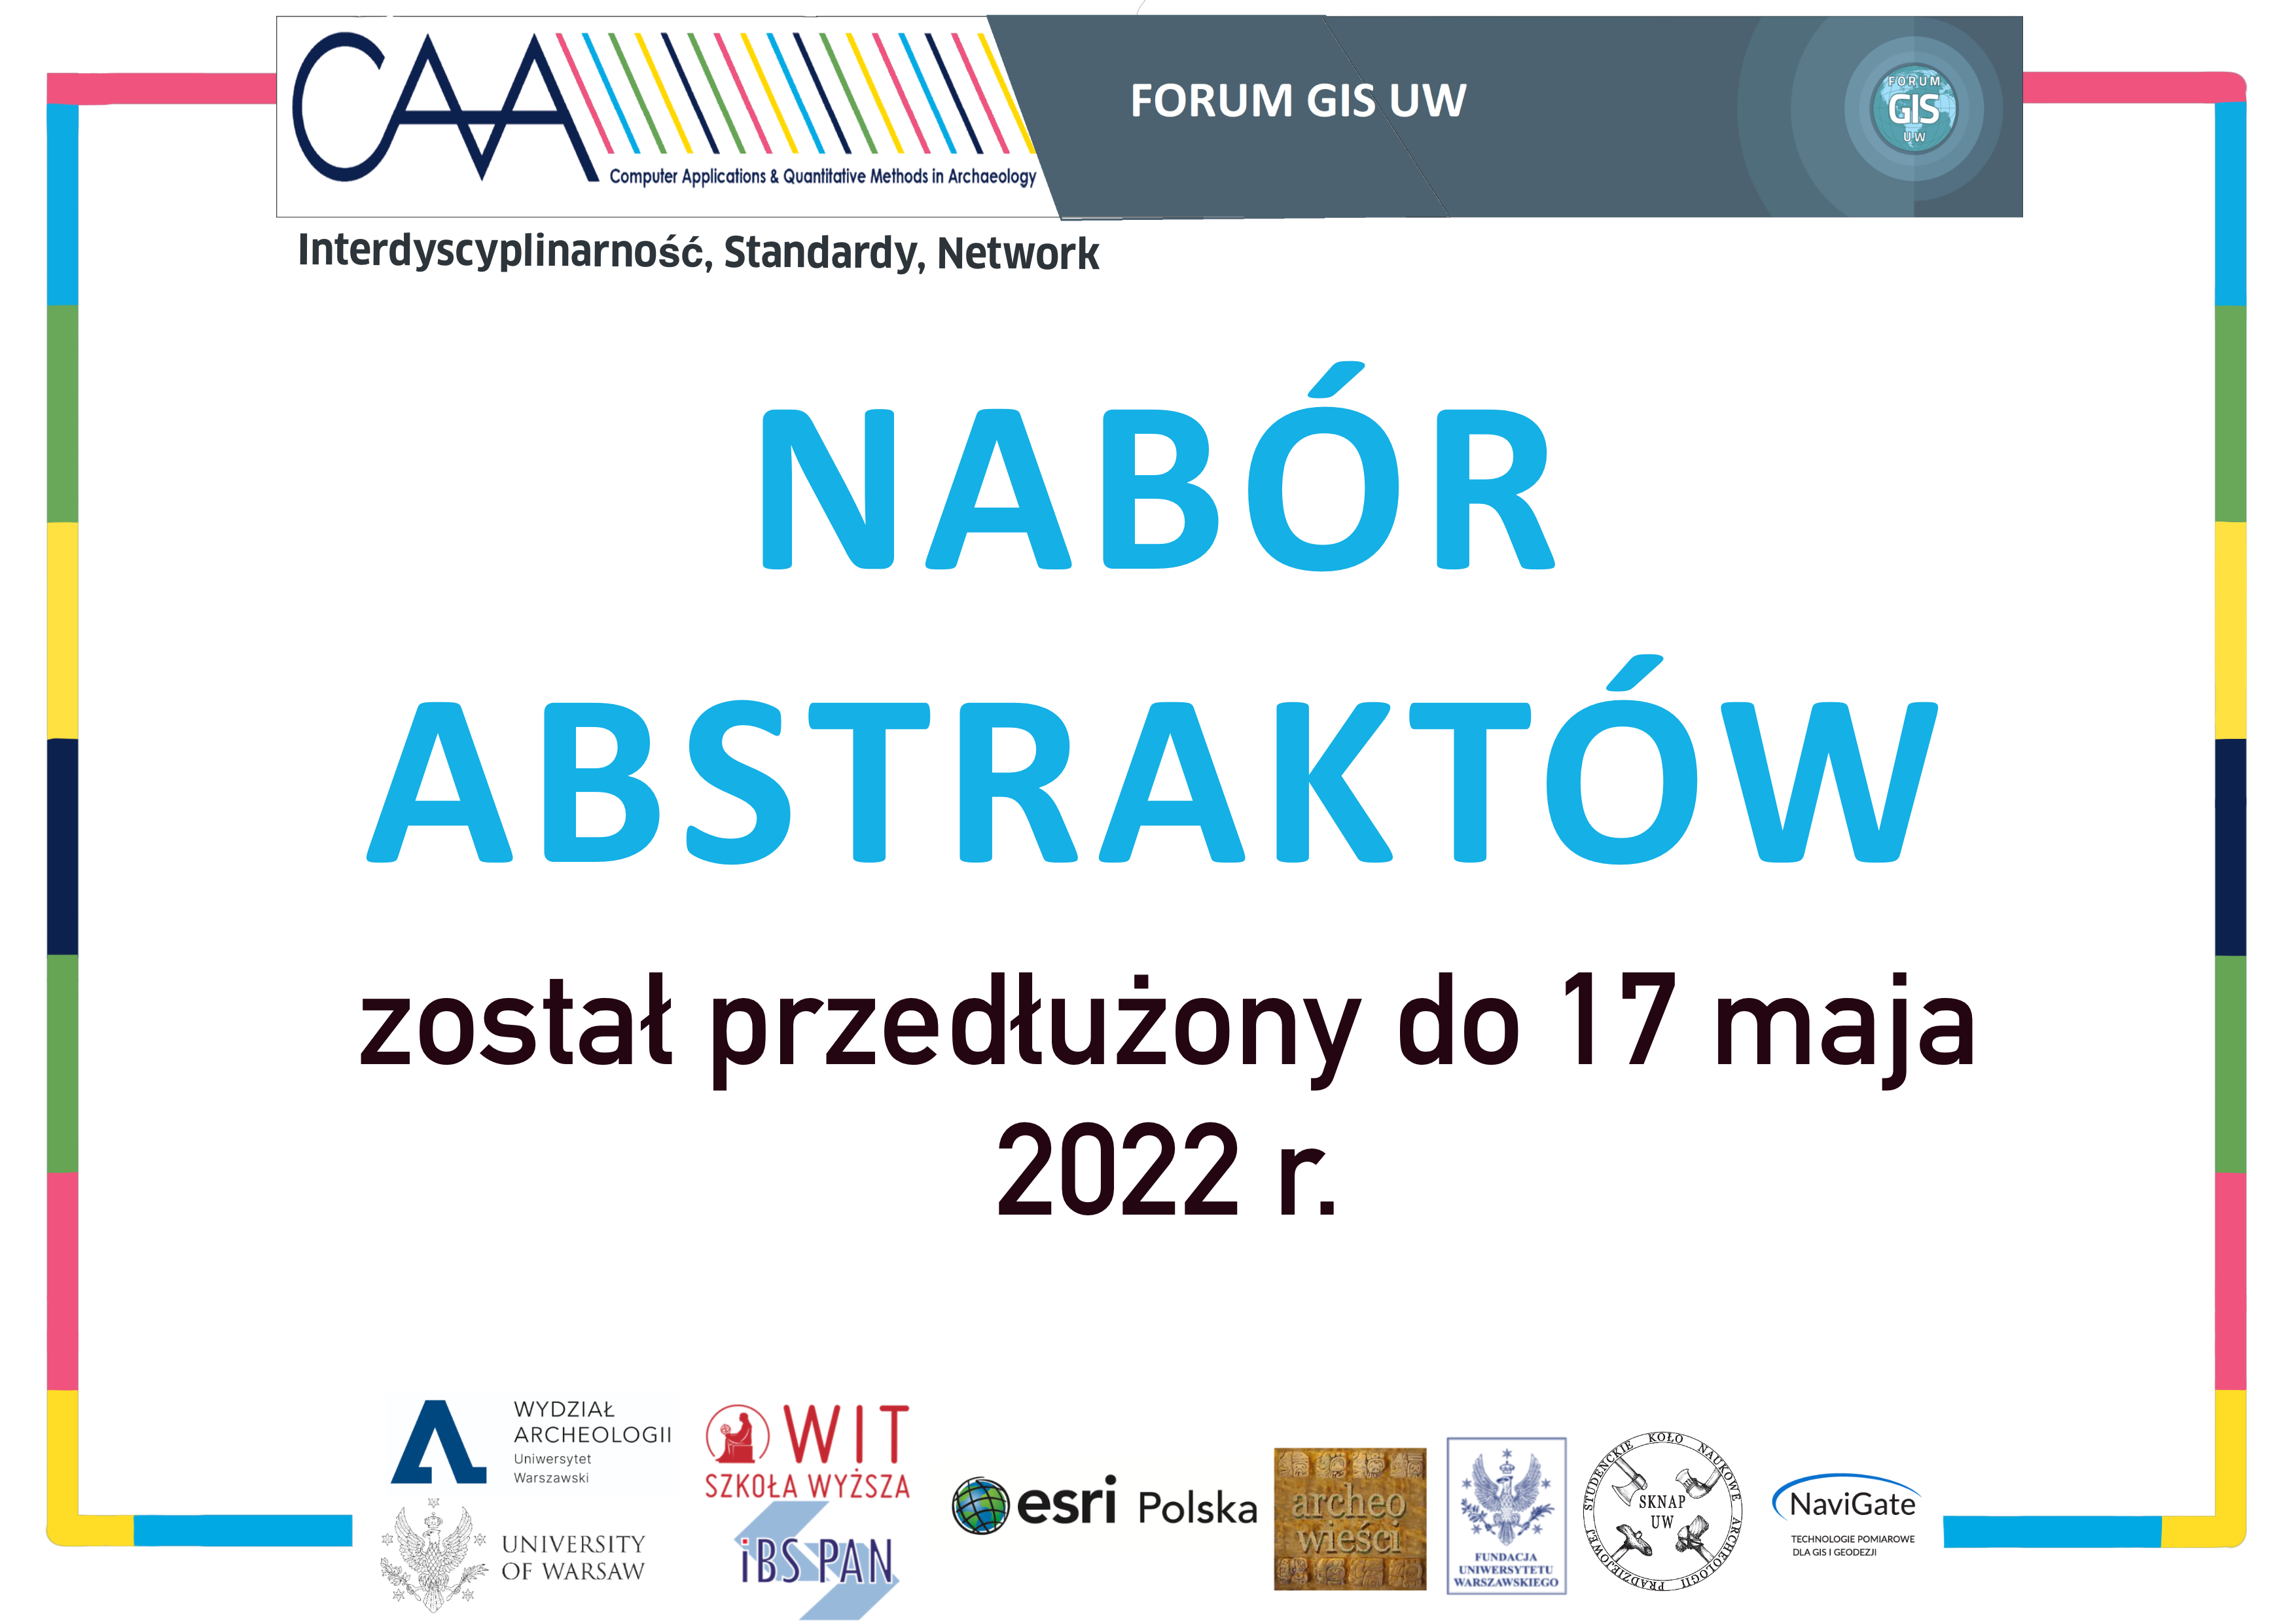 CAA
Computer Applications & Quantitative Methods in Archaeology
FORUM GIS UW
FORUM
GIS
UW
Interdyscyplinarność, Standardy, Network
NABÓR
ABSTRAKTÓW
został przedłużony do 17 maja
2022 r.
WYDZIAŁ
ARCHEOLOGII
Uniwersytet
Warszawski
UNIVERSITY
OF WARSAW
WIT
SZKOŁA WYŻSZA
iBS PAN
esri Polska
archeo
wieści
FUNDACJA
UNIWERSYTETU
WARSZAWSKIEGO
STUDENCKIE KOŁO NAUKOWE ARCHEOLOGII PRADZIEJOWEJ
SKNAP
UW
NaviGate
TECHNOLOGIE POMIAROWE
DLA GIS I GEODEZJI